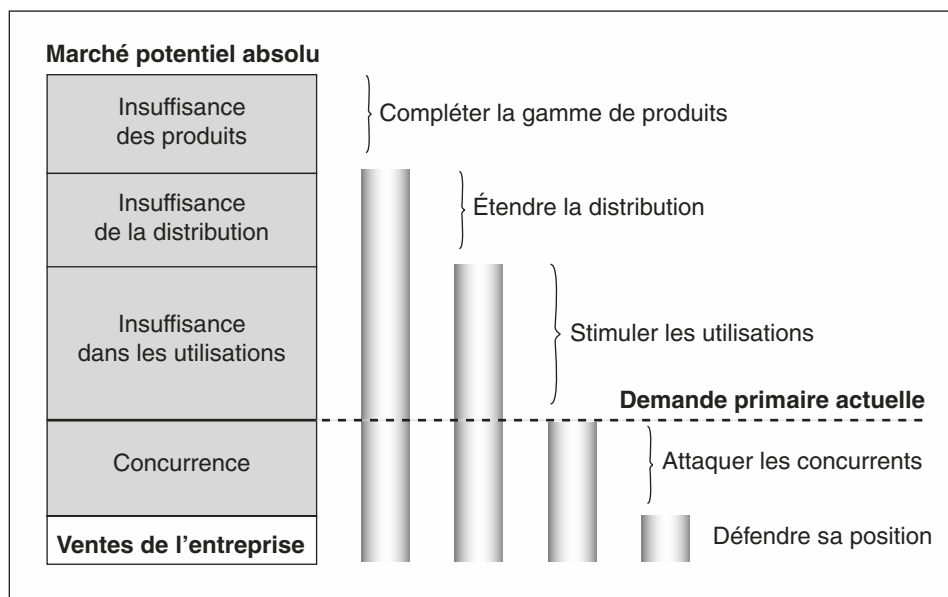 Marché potentiel absolu
Insuffisance
des produits
Compléter la gamme de produits
Insuffisance
de la distribution
Étendre la distribution
Insuffisance
dans les utilisations
Stimuler les utilisations
Demande primaire actuelle
Concurrence
Attaquer les concurrents
Ventes de l'entreprise
Défendre sa position